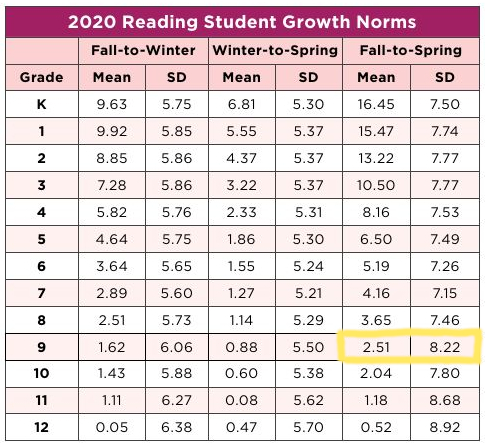 2020 Reading Student Growth Norms
Fall-to-Winter Winter-to-Spring Fall-to-Spring
Grade Mean SD Mean SD Mean SD
K 9.63 5.75 6.81 5.30 16.45 7.50
1 9.92 5.85 5.55 5.37 15.47 7.74
2 8.85 5.86 4.37 5.37 13.22 7.77
3 7.28 5.86 3.22 5.37 10.50 7.77
4 5.82 5.76 2.33 5.31 8.16 7.53
5 4.64 5.75 1.86 5.30 6.50 7.49
6 3.64 5.65 1.55 5.24 5.19 7.26
7 2.89 5.60 1.27 5.21 4.16 7.15
8 2.51 5.73 1.14 5.29 3.65 7.46
9 1.62 6.06 0.88 5.50 2.51 8.22
10 1.43 5.88 0.60 5.38 2.04 7.80
11 1.11 6.27 0.08 5.62 1.18 8.68
12 0.05 6.38 0.47 5.70 0.52 8.92